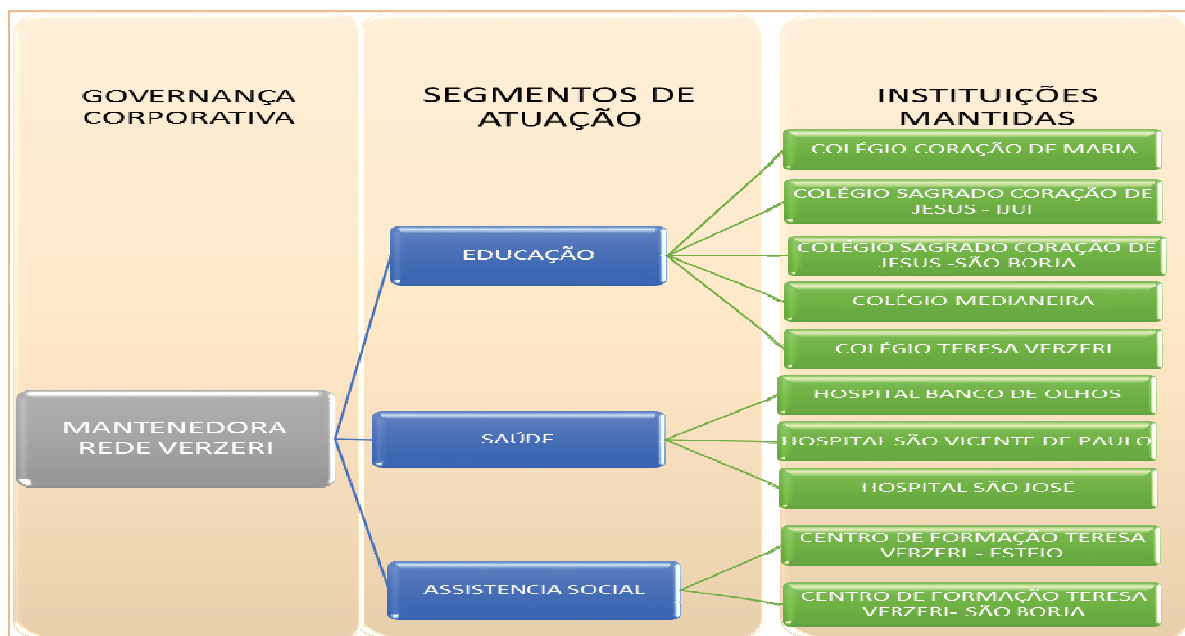 GOVERNANÇA
CORPORATIVA
SEGMENTOS DE
ATUAÇÃO
INSTITUIÇÕES
MANTIDAS
MANTENEDORA
REDE VERZERI
EDUCAÇÃO
SAÚDE
ASSISTENCIA SOCIAL
COLÉGIO CORAÇÃO DE MARIA
COLÉGIO SAGRADO CORAÇÃO DE
JESUS - IJUI
COLÉGIO SAGRADO CORAÇÃO DE
JESUS -SÃO BORJA
COLÉGIO MEDIANEIRA
COLÉGIO TERESA VERZERI
HOSPITAL BANCO DE OLHOS
HOSPITAL SÃO VICENTE DE PAULO
HOSPITAL SÃO JOSÉ
CENTRO DE FORMAÇÃO TERESA
VERZERI - ESTEIO
CENTRO DE FORMAÇÃO TERESA
VERZERI- SÃO BORJA